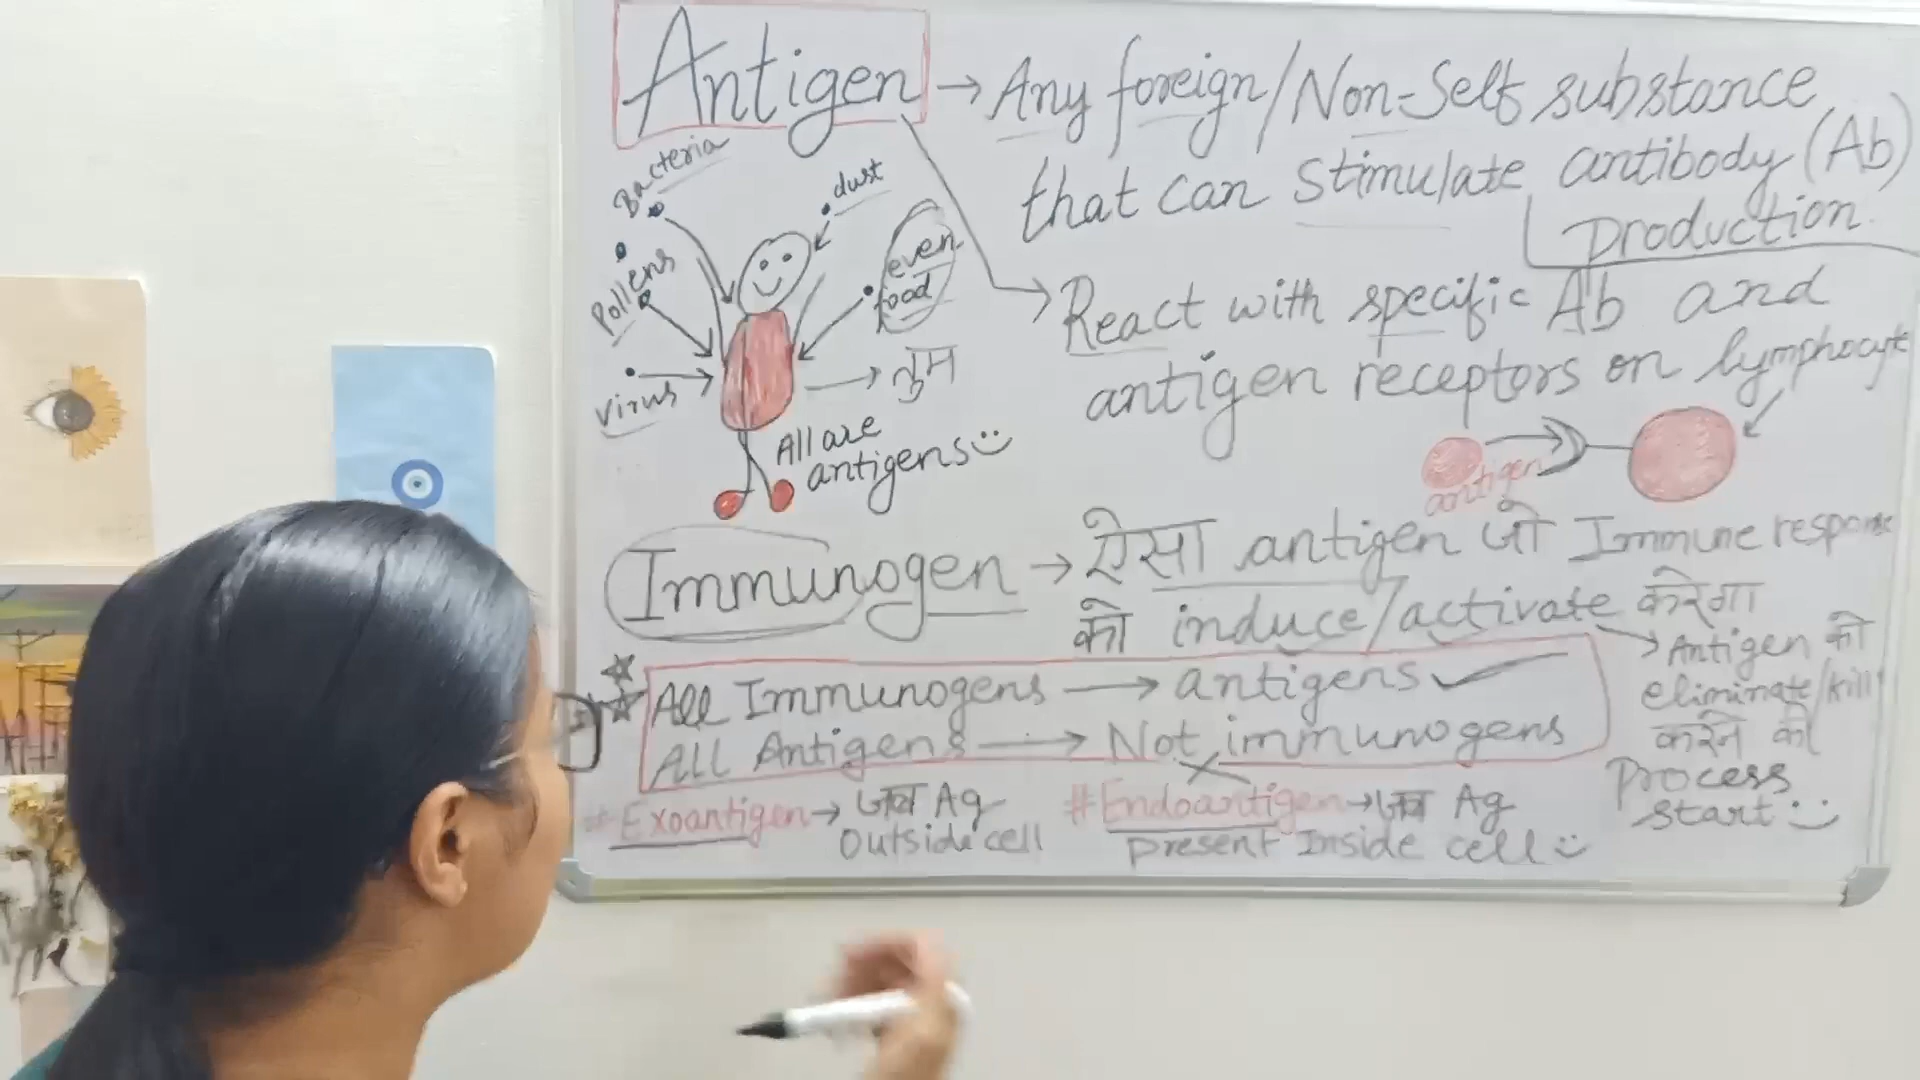 Antigen → Any foreign/Non-Self substance
that can stimulate antibody (Ab)
production.
Bacteria
dust
Pollens
even
food
virus
तुम
All are
antigens
React with specific Ab and
antigen receptors on lymphocyte
antigen
Immunogen → ऐसा antigen जो Immune response
को induce/activate करेगा
Antigen को
eliminate/kill
करने की
Process
start
All Immunogens → antigens ✓
All Antigens → Not immunogens
#Exoantigen → जब Ag
Outside cell
#Endoantigen → जब Ag
present Inside cell